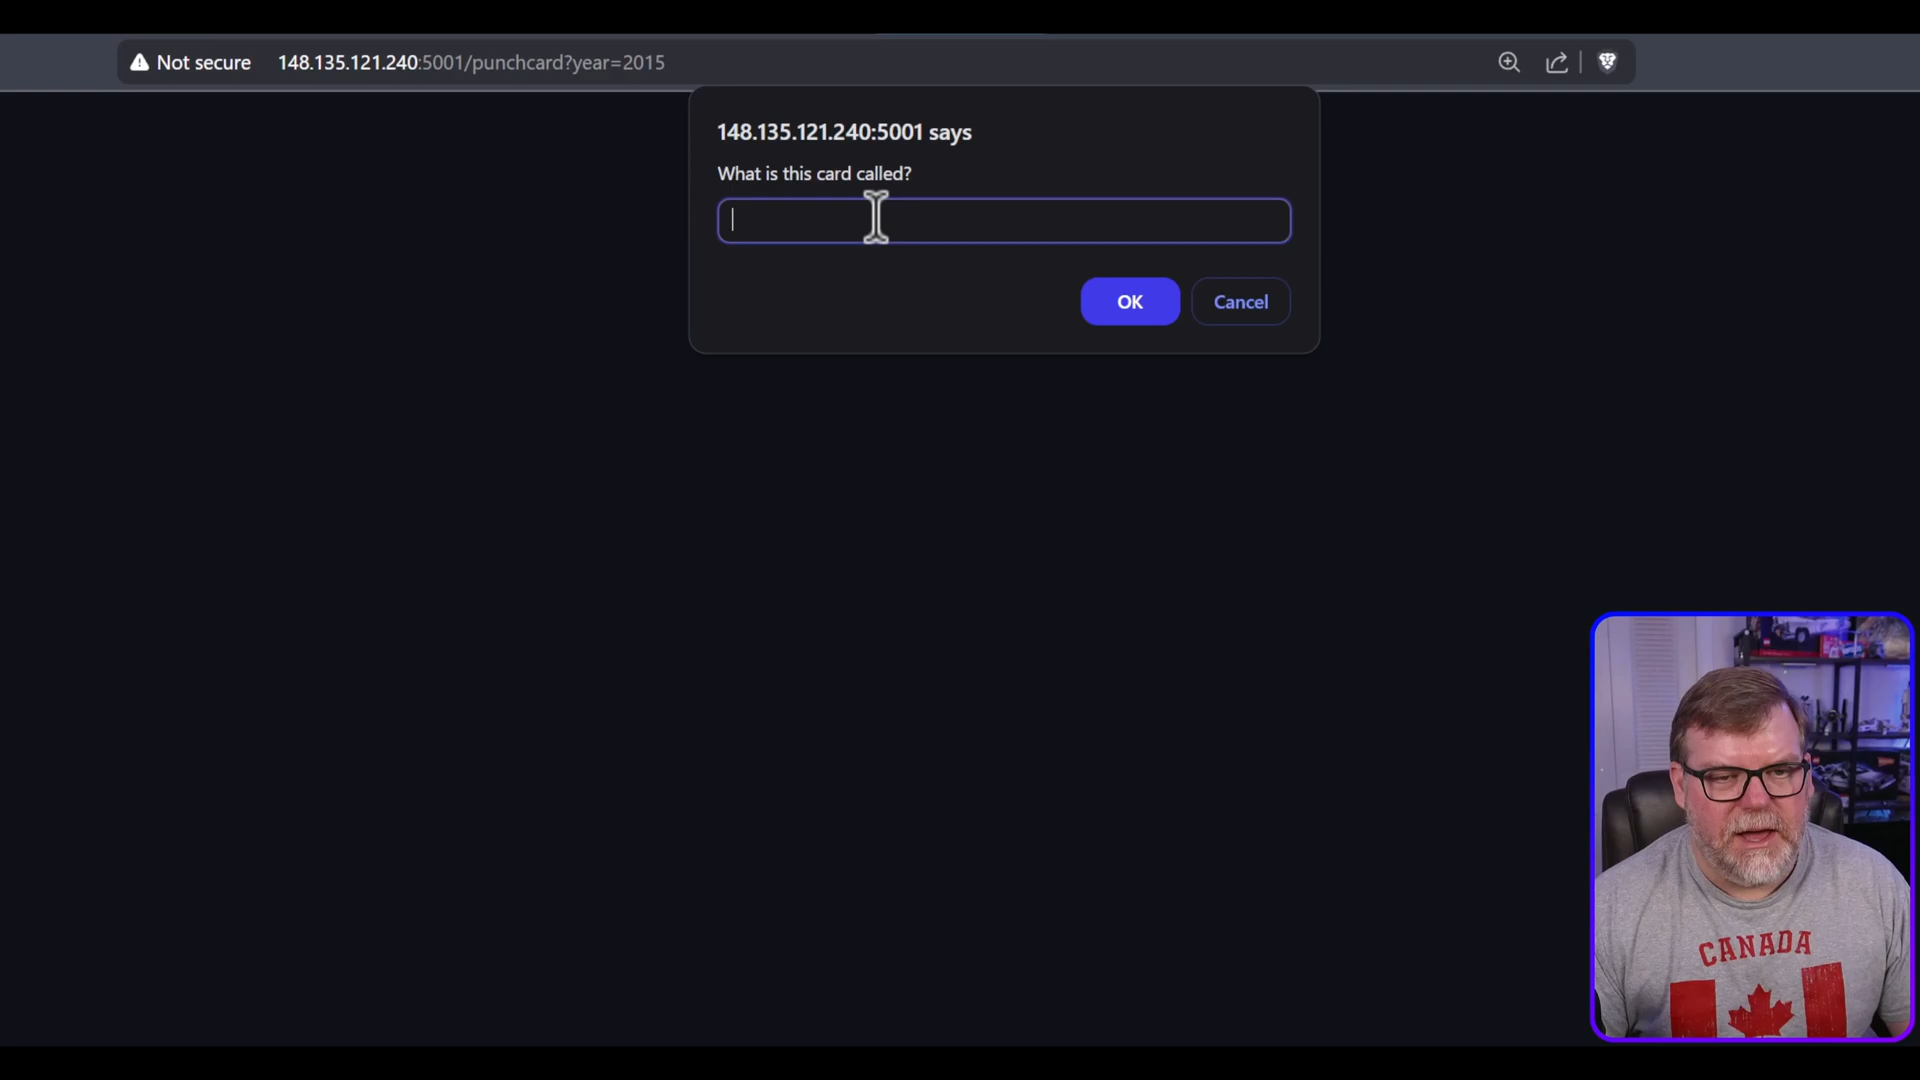 Not secure 148.135.121.240:5001/punchcard?year=2015
148.135.121.240:5001 says
What is this card called?
OK Cancel
CANADA